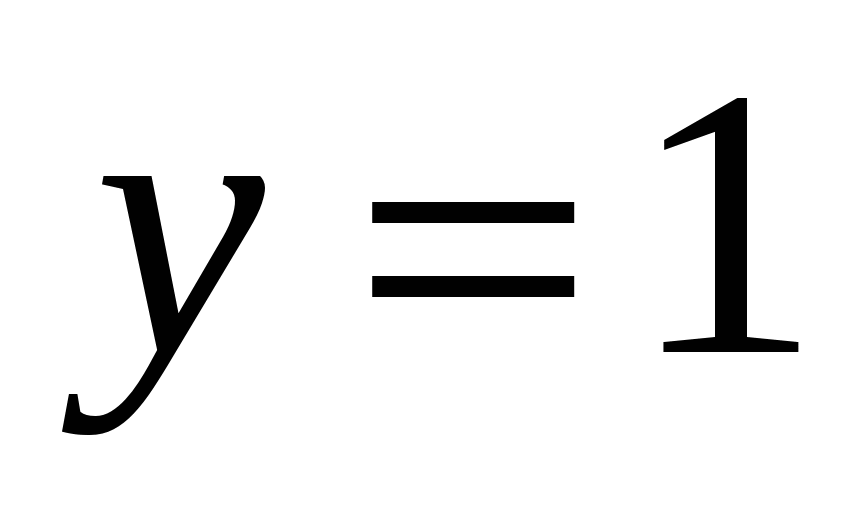 y = 1